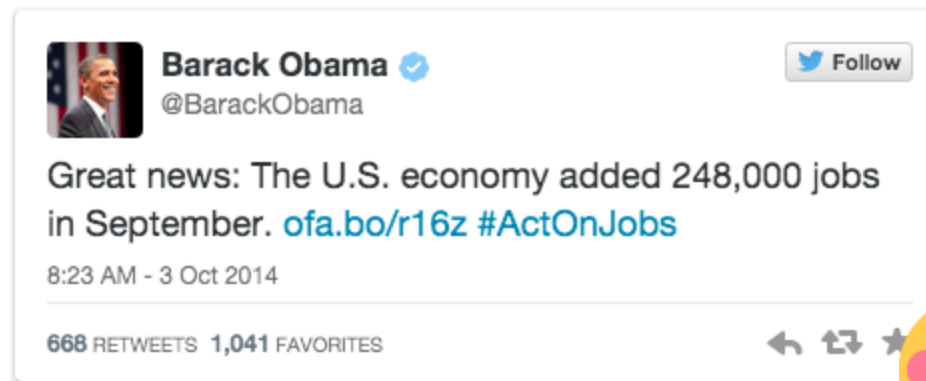 Barack Obama
Follow
@BarackObama
Great news: The U.S. economy added 248,000 jobs
in September. ofa.bo/r16z #ActOnJobs
8:23 AM - 3 Oct 2014
668 RETWEETS 1,041 FAVORITES